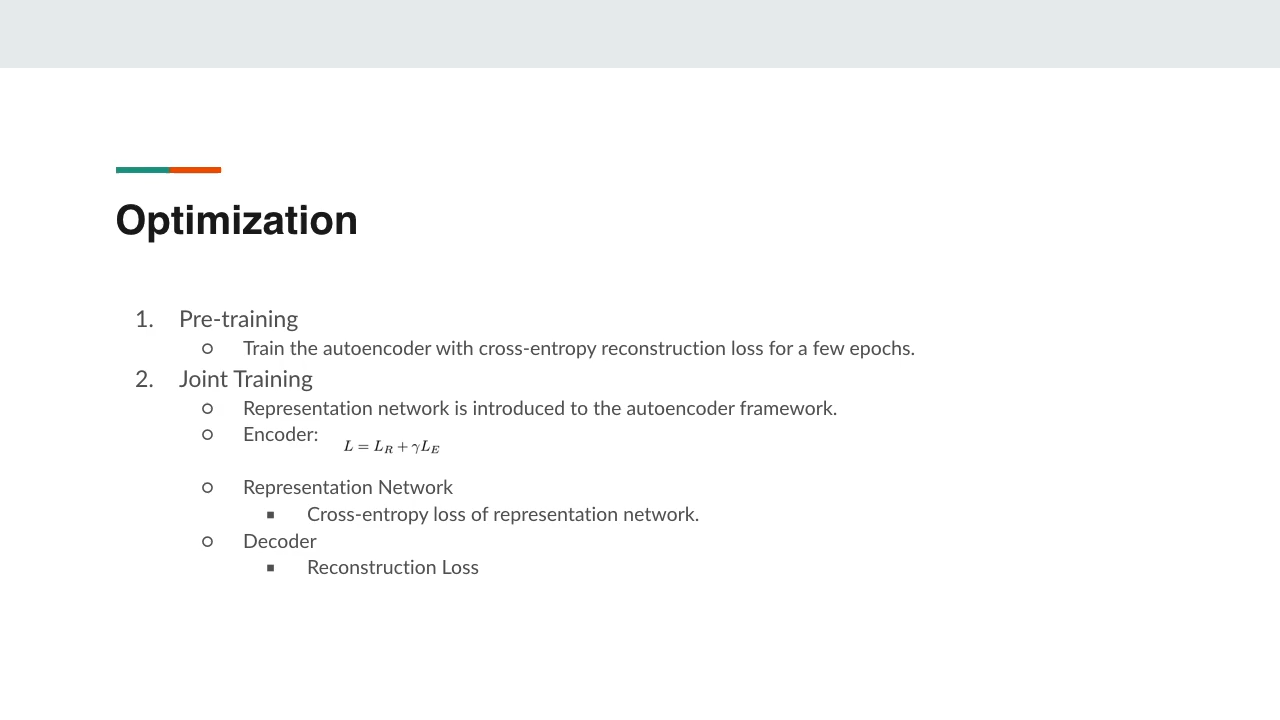 Optimization
1. Pre-training
○ Train the autoencoder with cross-entropy reconstruction loss for a few epochs.
2. Joint Training
○ Representation network is introduced to the autoencoder framework.
○ Encoder: L = L_R + γL_E
○ Representation Network
■ Cross-entropy loss of representation network.
○ Decoder
■ Reconstruction Loss